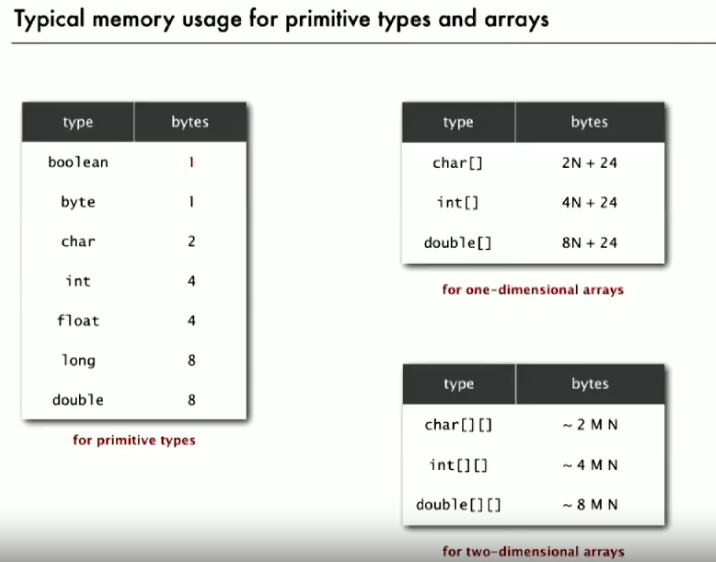 Typical memory usage for primitive types and arrays
type bytes
boolean 1
byte 1
char 2
int 4
float 4
long 8
double 8
for primitive types
type bytes
char[] 2N + 24
int[] 4N + 24
double[] 8N + 24
for one-dimensional arrays
type bytes
char[][] ~ 2 M N
int[][] ~ 4 M N
double[][] ~ 8 M N
for two-dimensional arrays